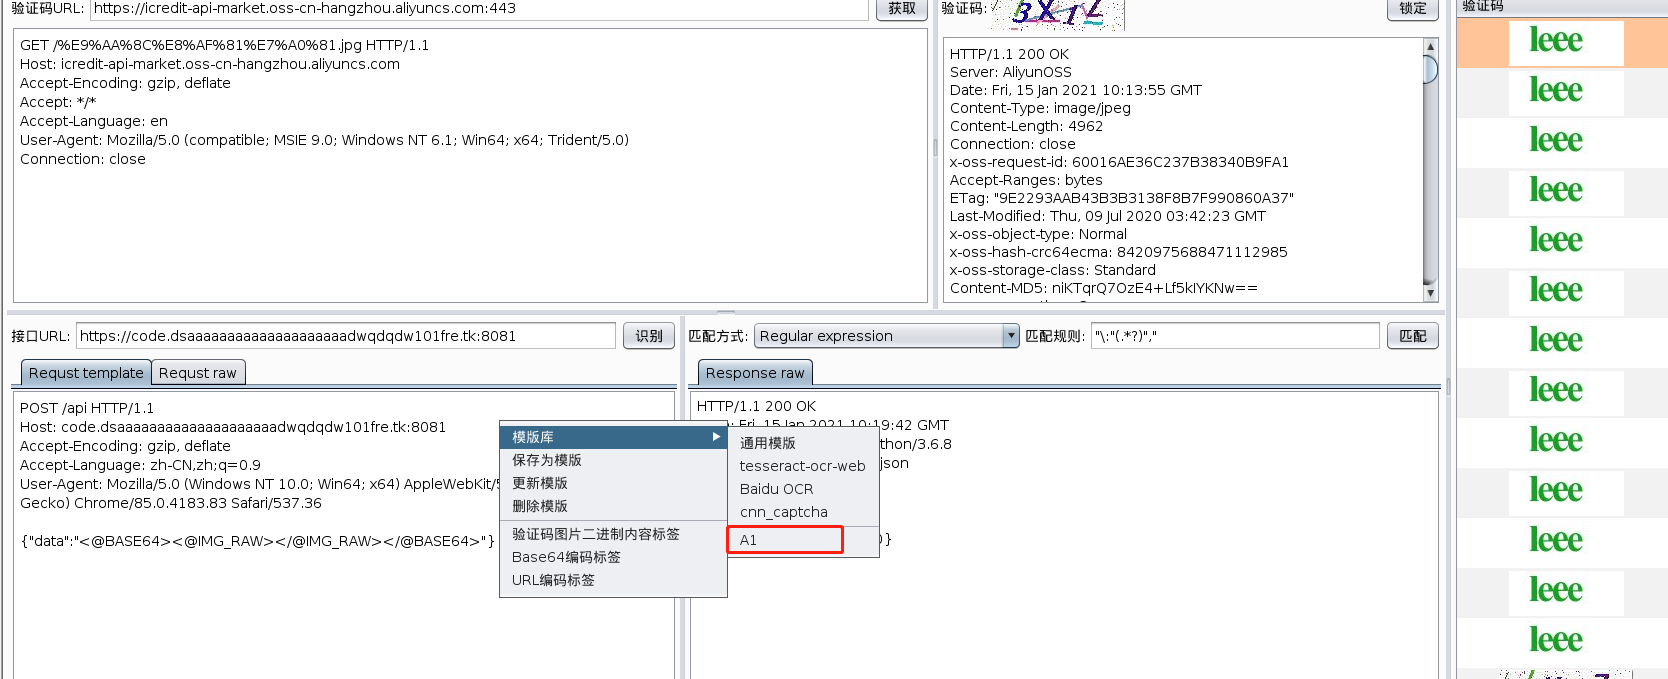 验证码URL: https://icredit-api-market.oss-cn-hangzhou.aliyuncs.com:443 获取
GET /%E9%AA%8C%E8%AF%81%E7%A0%81.jpg HTTP/1.1
Host: icredit-api-market.oss-cn-hangzhou.aliyuncs.com
Accept-Encoding: gzip, deflate
Accept: */*
Accept-Language: en
User-Agent: Mozilla/5.0 (compatible; MSIE 9.0; Windows NT 6.1; Win64; x64; Trident/5.0)
Connection: close
验证码: 锁定
HTTP/1.1 200 OK
Server: AliyunOSS
Date: Fri, 15 Jan 2021 10:13:55 GMT
Content-Type: image/jpeg
Content-Length: 4962
Connection: close
x-oss-request-id: 60016AE36C237B38340B9FA1
Accept-Ranges: bytes
ETag: "9E2293AAB43B3B3138F8B7F990860A37"
Last-Modified: Thu, 09 Jul 2020 03:42:23 GMT
x-oss-object-type: Normal
x-oss-hash-crc64ecma: 8420975688471112985
x-oss-storage-class: Standard
Content-MD5: niKTqrQ7OzE4+Lf5kIYKNw==
接口URL: https://code.dsaaaaaaaaaaaaaaaaaaaaadwqdqdw101fre.tk:8081 识别
Requst template Requst raw
POST /api HTTP/1.1
Host: code.dsaaaaaaaaaaaaaaaaaaaaadwqdqdw101fre.tk:8081
Accept-Encoding: gzip, deflate
Accept-Language: zh-CN,zh;q=0.9
User-Agent: Mozilla/5.0 (Windows NT 10.0; Win64; x64) AppleWebKit/5
Gecko) Chrome/85.0.4183.83 Safari/537.36
{"data":"<@BASE64><@IMG_RAW></@IMG_RAW></@BASE64>"}
模版库
保存为模版
更新模版
删除模版
验证码图片二进制内容标签
Base64编码标签
URL编码标签
通用模版
tesseract-ocr-web
Baidu OCR
cnn_captcha
A1
匹配方式: Regular expression 匹配规则: "\:"(.*?)"," 匹配
Response raw
HTTP/1.1 200 OK
: Fri, 15 Jan 2021 10:19:42 GMT
thon/3.6.8
json
}
验证码
leee
leee
leee
leee
leee
leee
leee
leee
leee
leee
leee
leee
leee